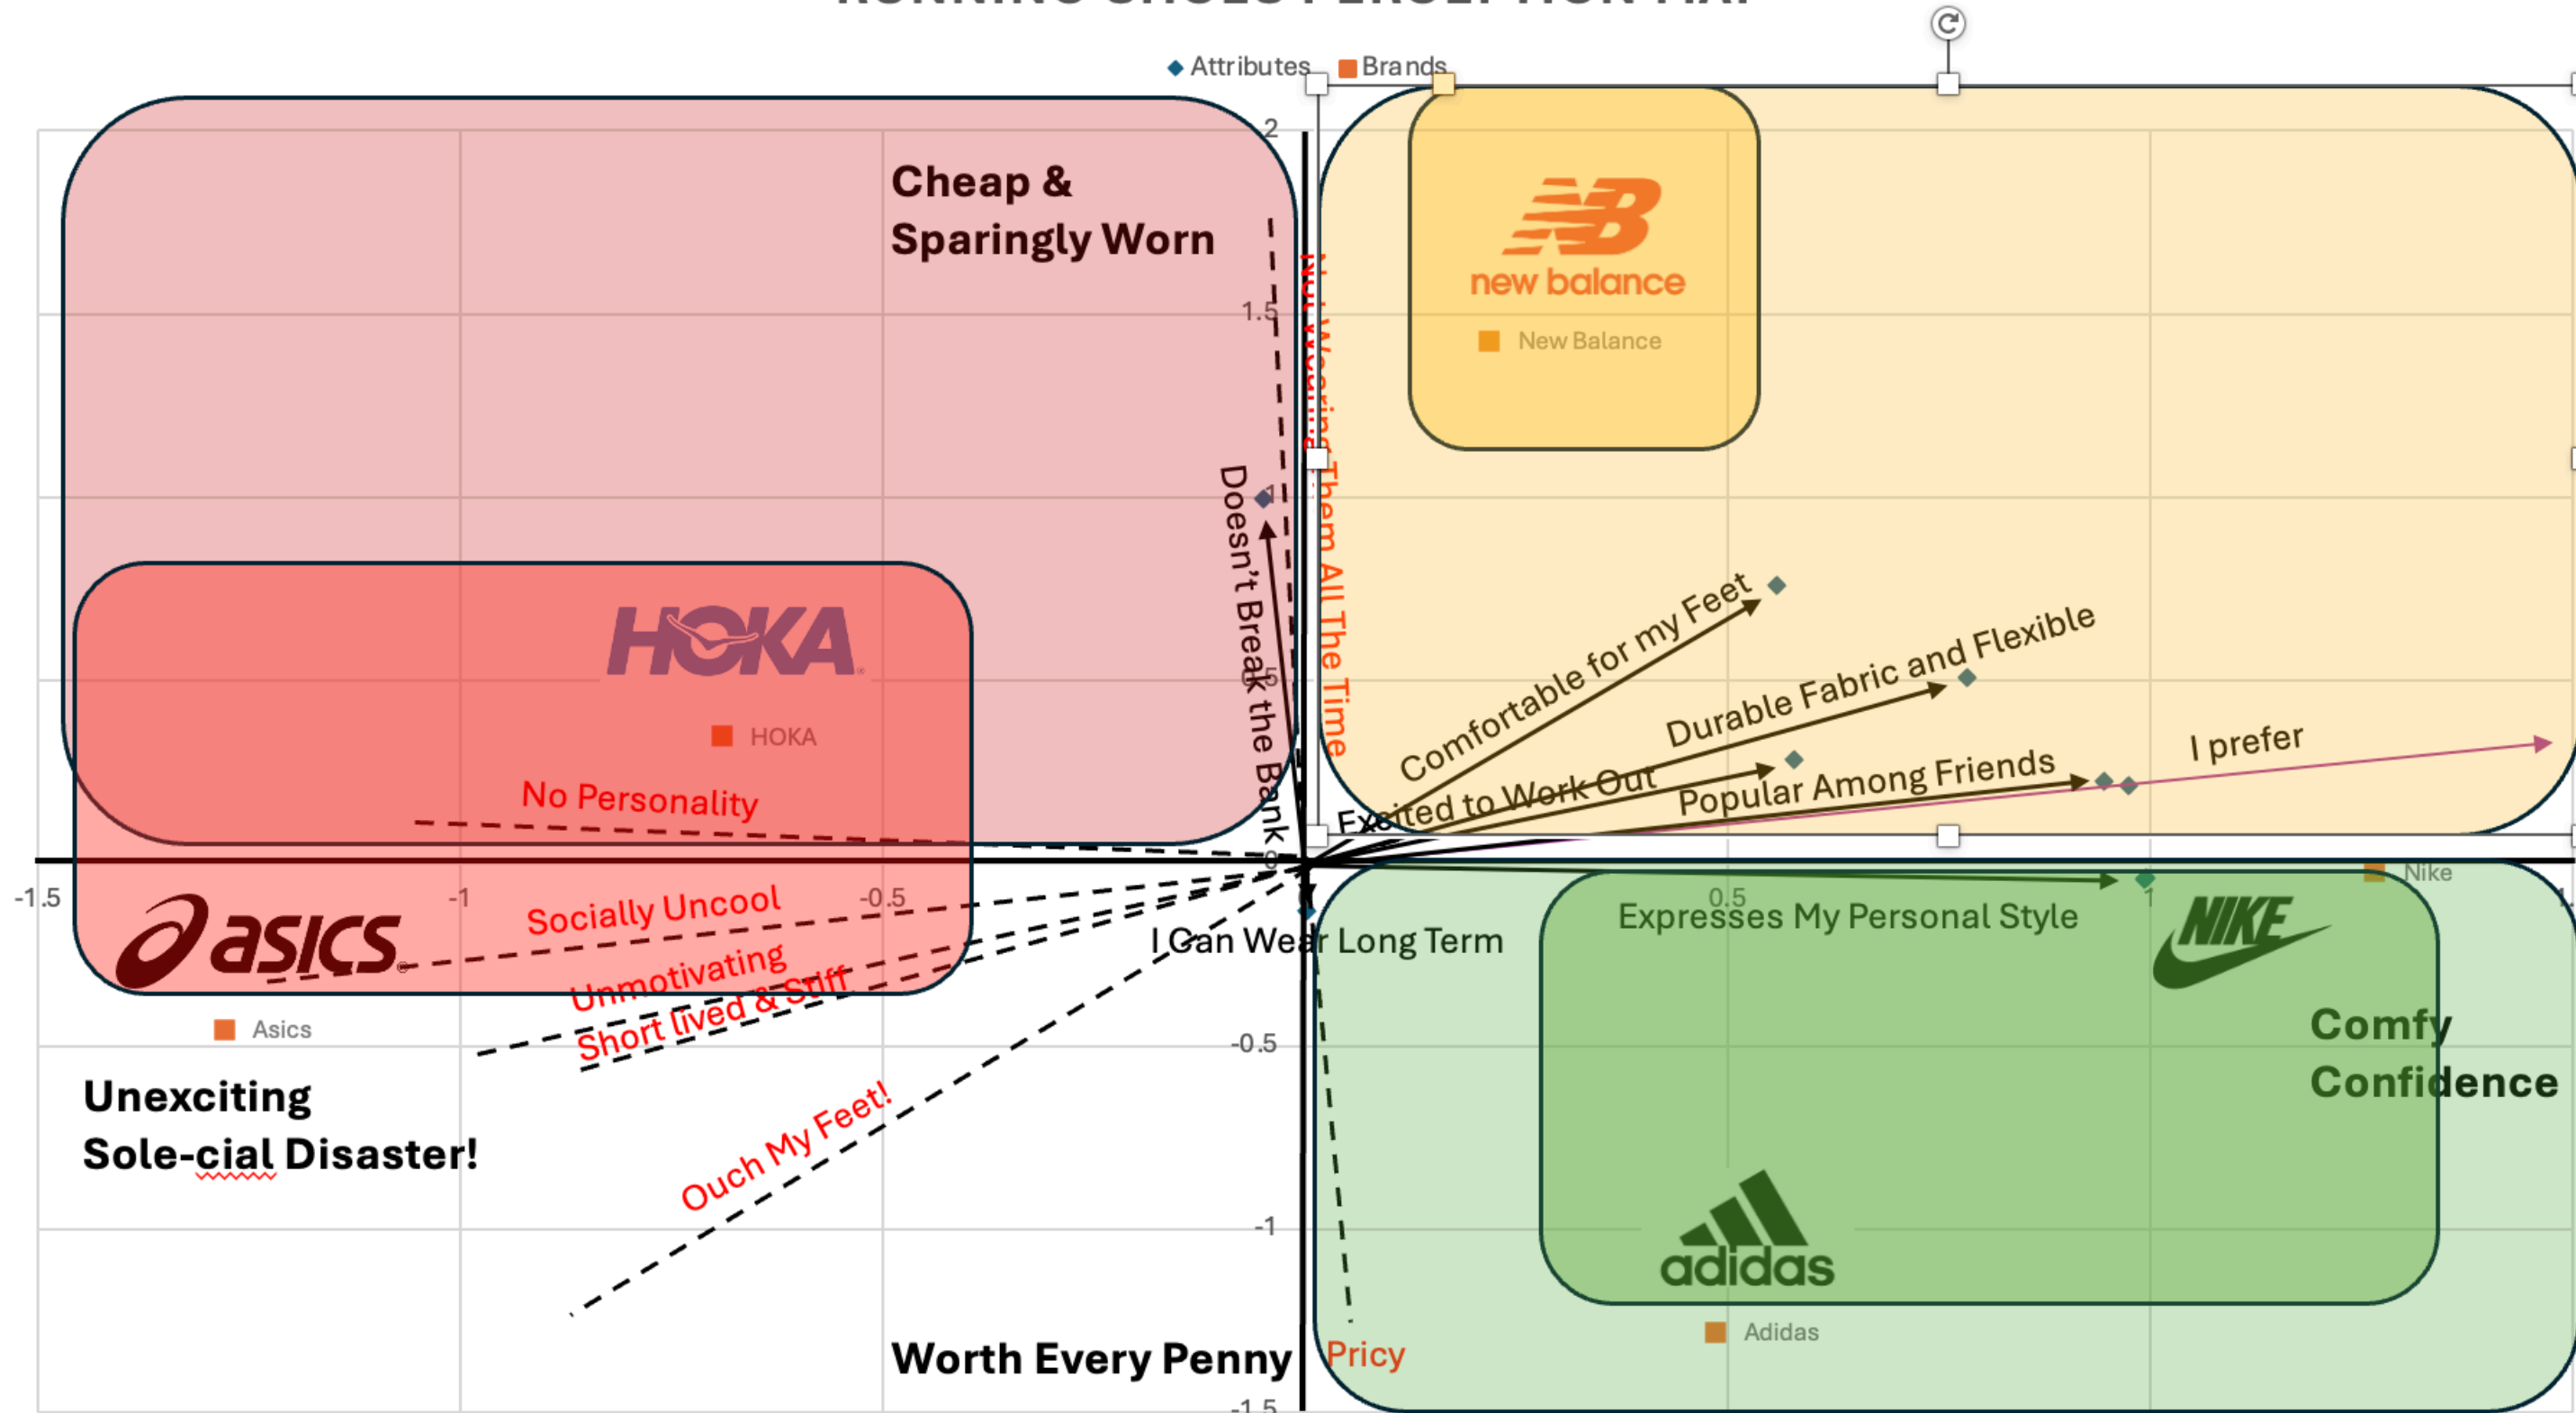 RUNNING SHOES PERCEPTION MAP
Attributes
Brands
Cheap &
Sparingly Worn
new balance
New Balance
2
1.5
1
0.5
0
-0.5
-1
-1.5
Not Wearing Them All The Time
Doesn't Break the Bank
HOKA
HOKA
No Personality
Comfortable for my Feet
Durable Fabric and Flexible
Excited to Work Out
Popular Among Friends
I prefer
-1.5
-1
-0.5
0.5
1
Nike
asics
Socially Uncool
Unmotivating
Short lived & Stiff
Asics
I Can Wear Long Term
Expresses My Personal Style
NIKE
Comfy
Confidence
Unexciting
Sole-cial Disaster!
Ouch My Feet!
adidas
Adidas
Worth Every Penny
Pricy